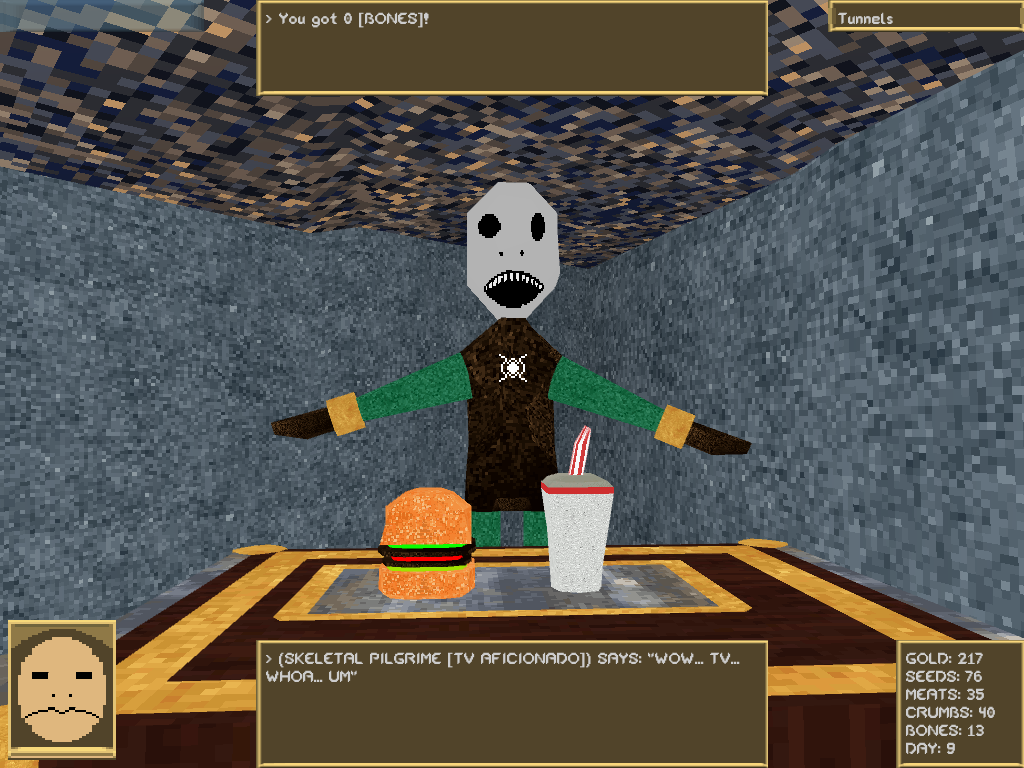 > You got 0 [BONES]!
Tunnels
> (SKELETAL PILGRIME [TV AFICIONADO]) SAYS: "WOW... TV...
WHOA... UM"
GOLD: 217
SEEDS: 76
MEATS: 35
CRUMBS: 40
BONES: 13
DAY: 9